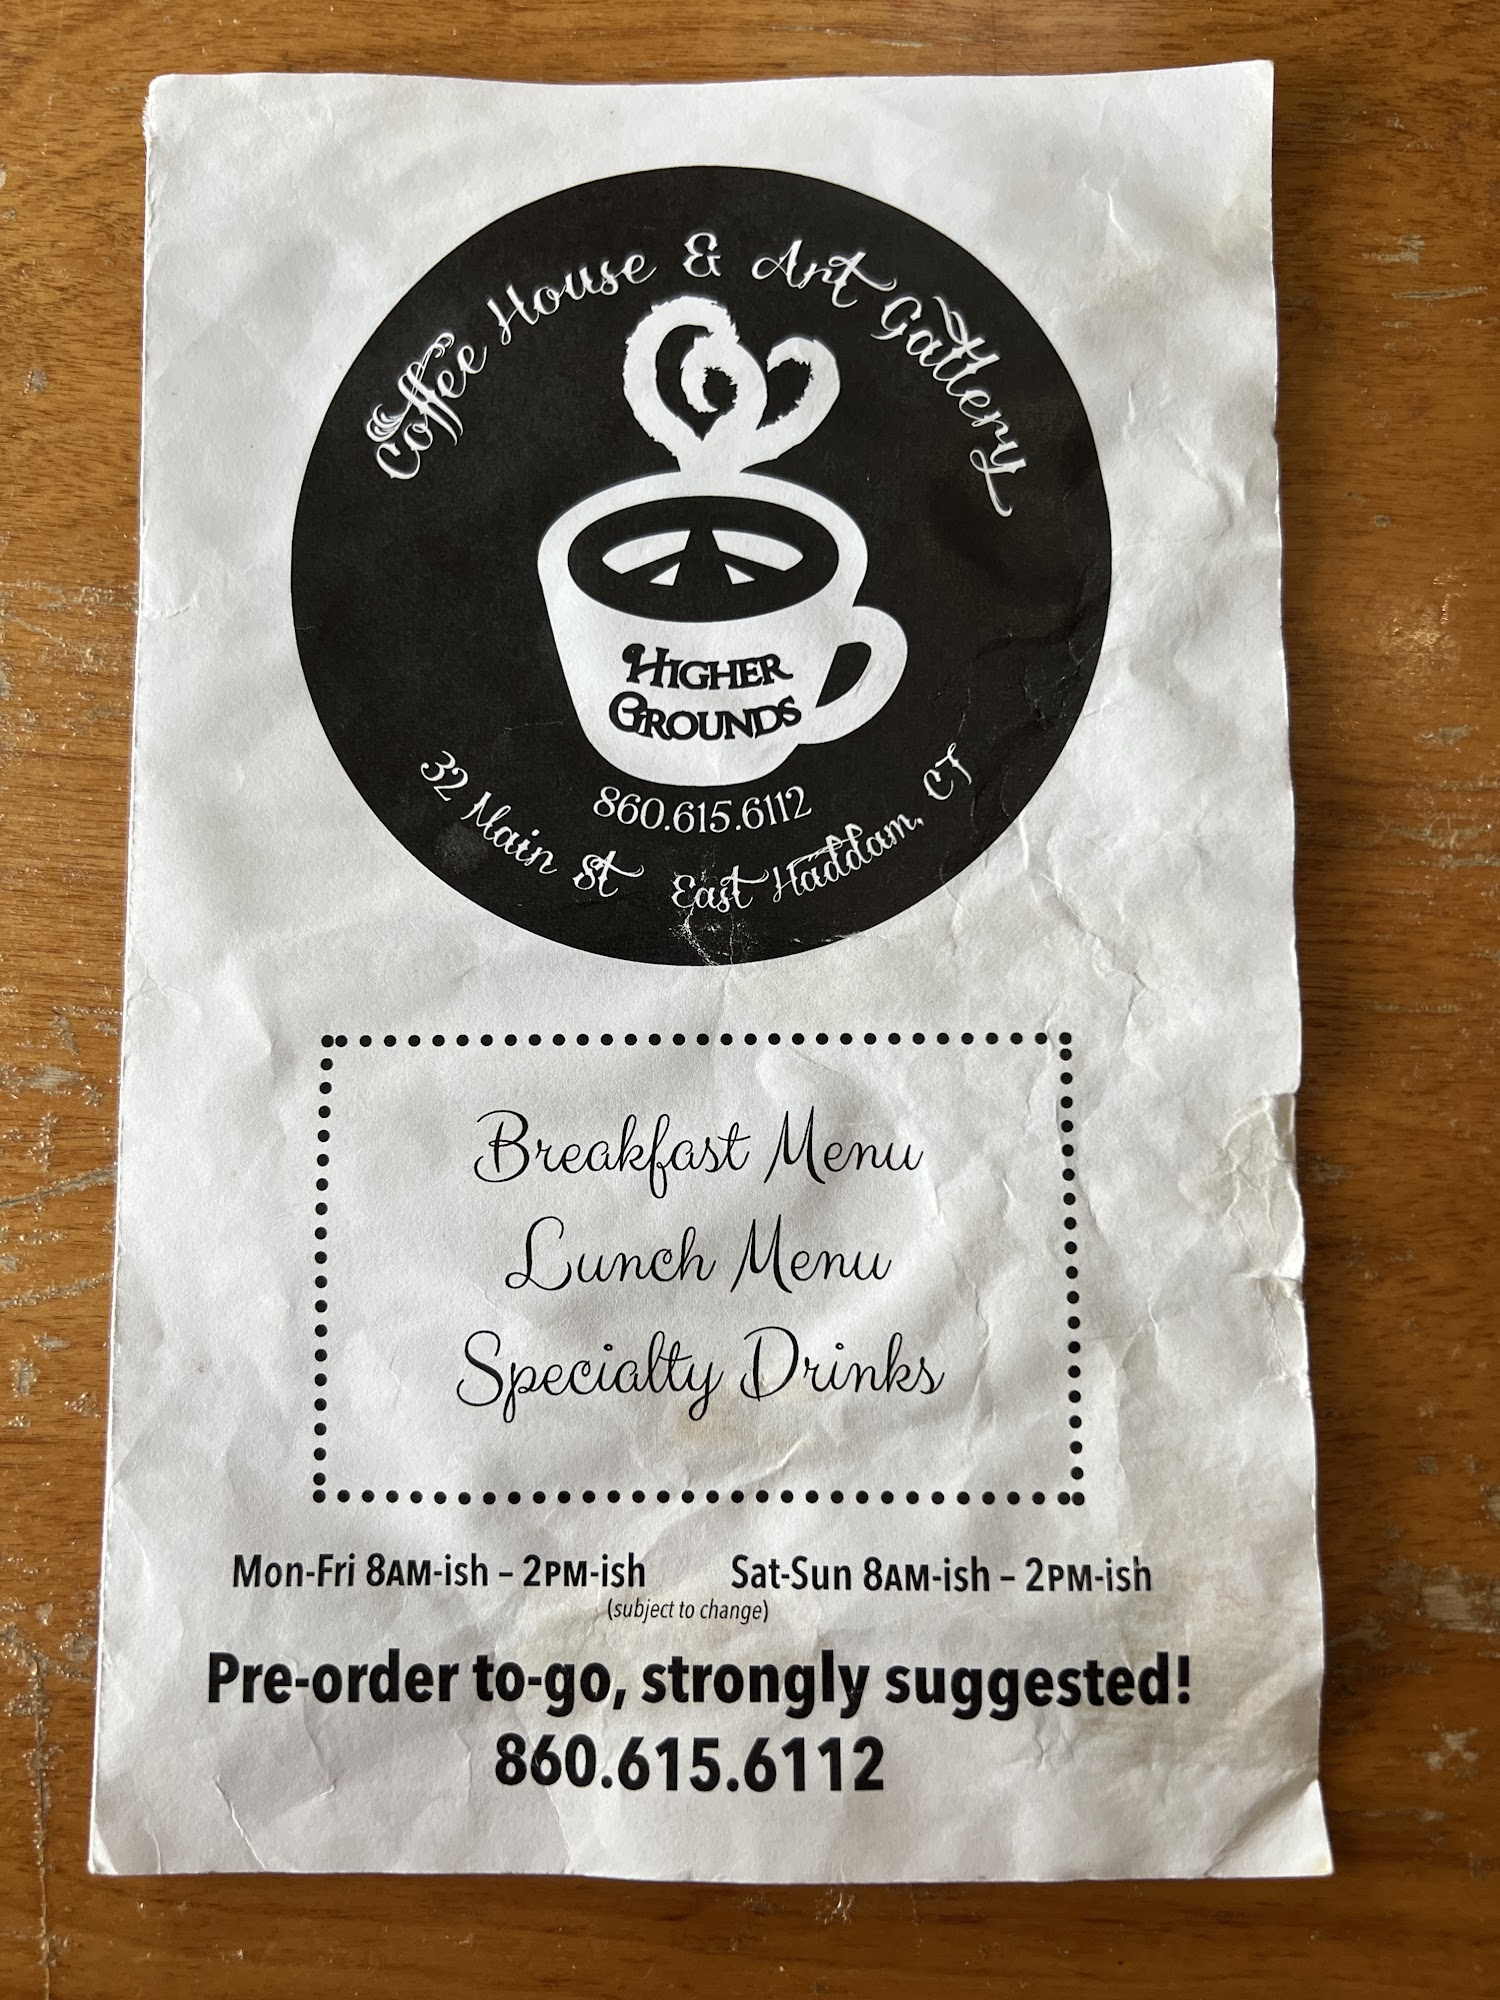 Coffee House & Art Gallery
HIGHER
GROUNDS
860.615.6112
32 Main St East Haddam, CT
Breakfast Menu
Lunch Menu
Specialty Drinks
Mon-Fri 8AM-ish – 2PM-ish Sat-Sun 8AM-ish – 2PM-ish
(subject to change)
Pre-order to-go, strongly suggested!
860.615.6112